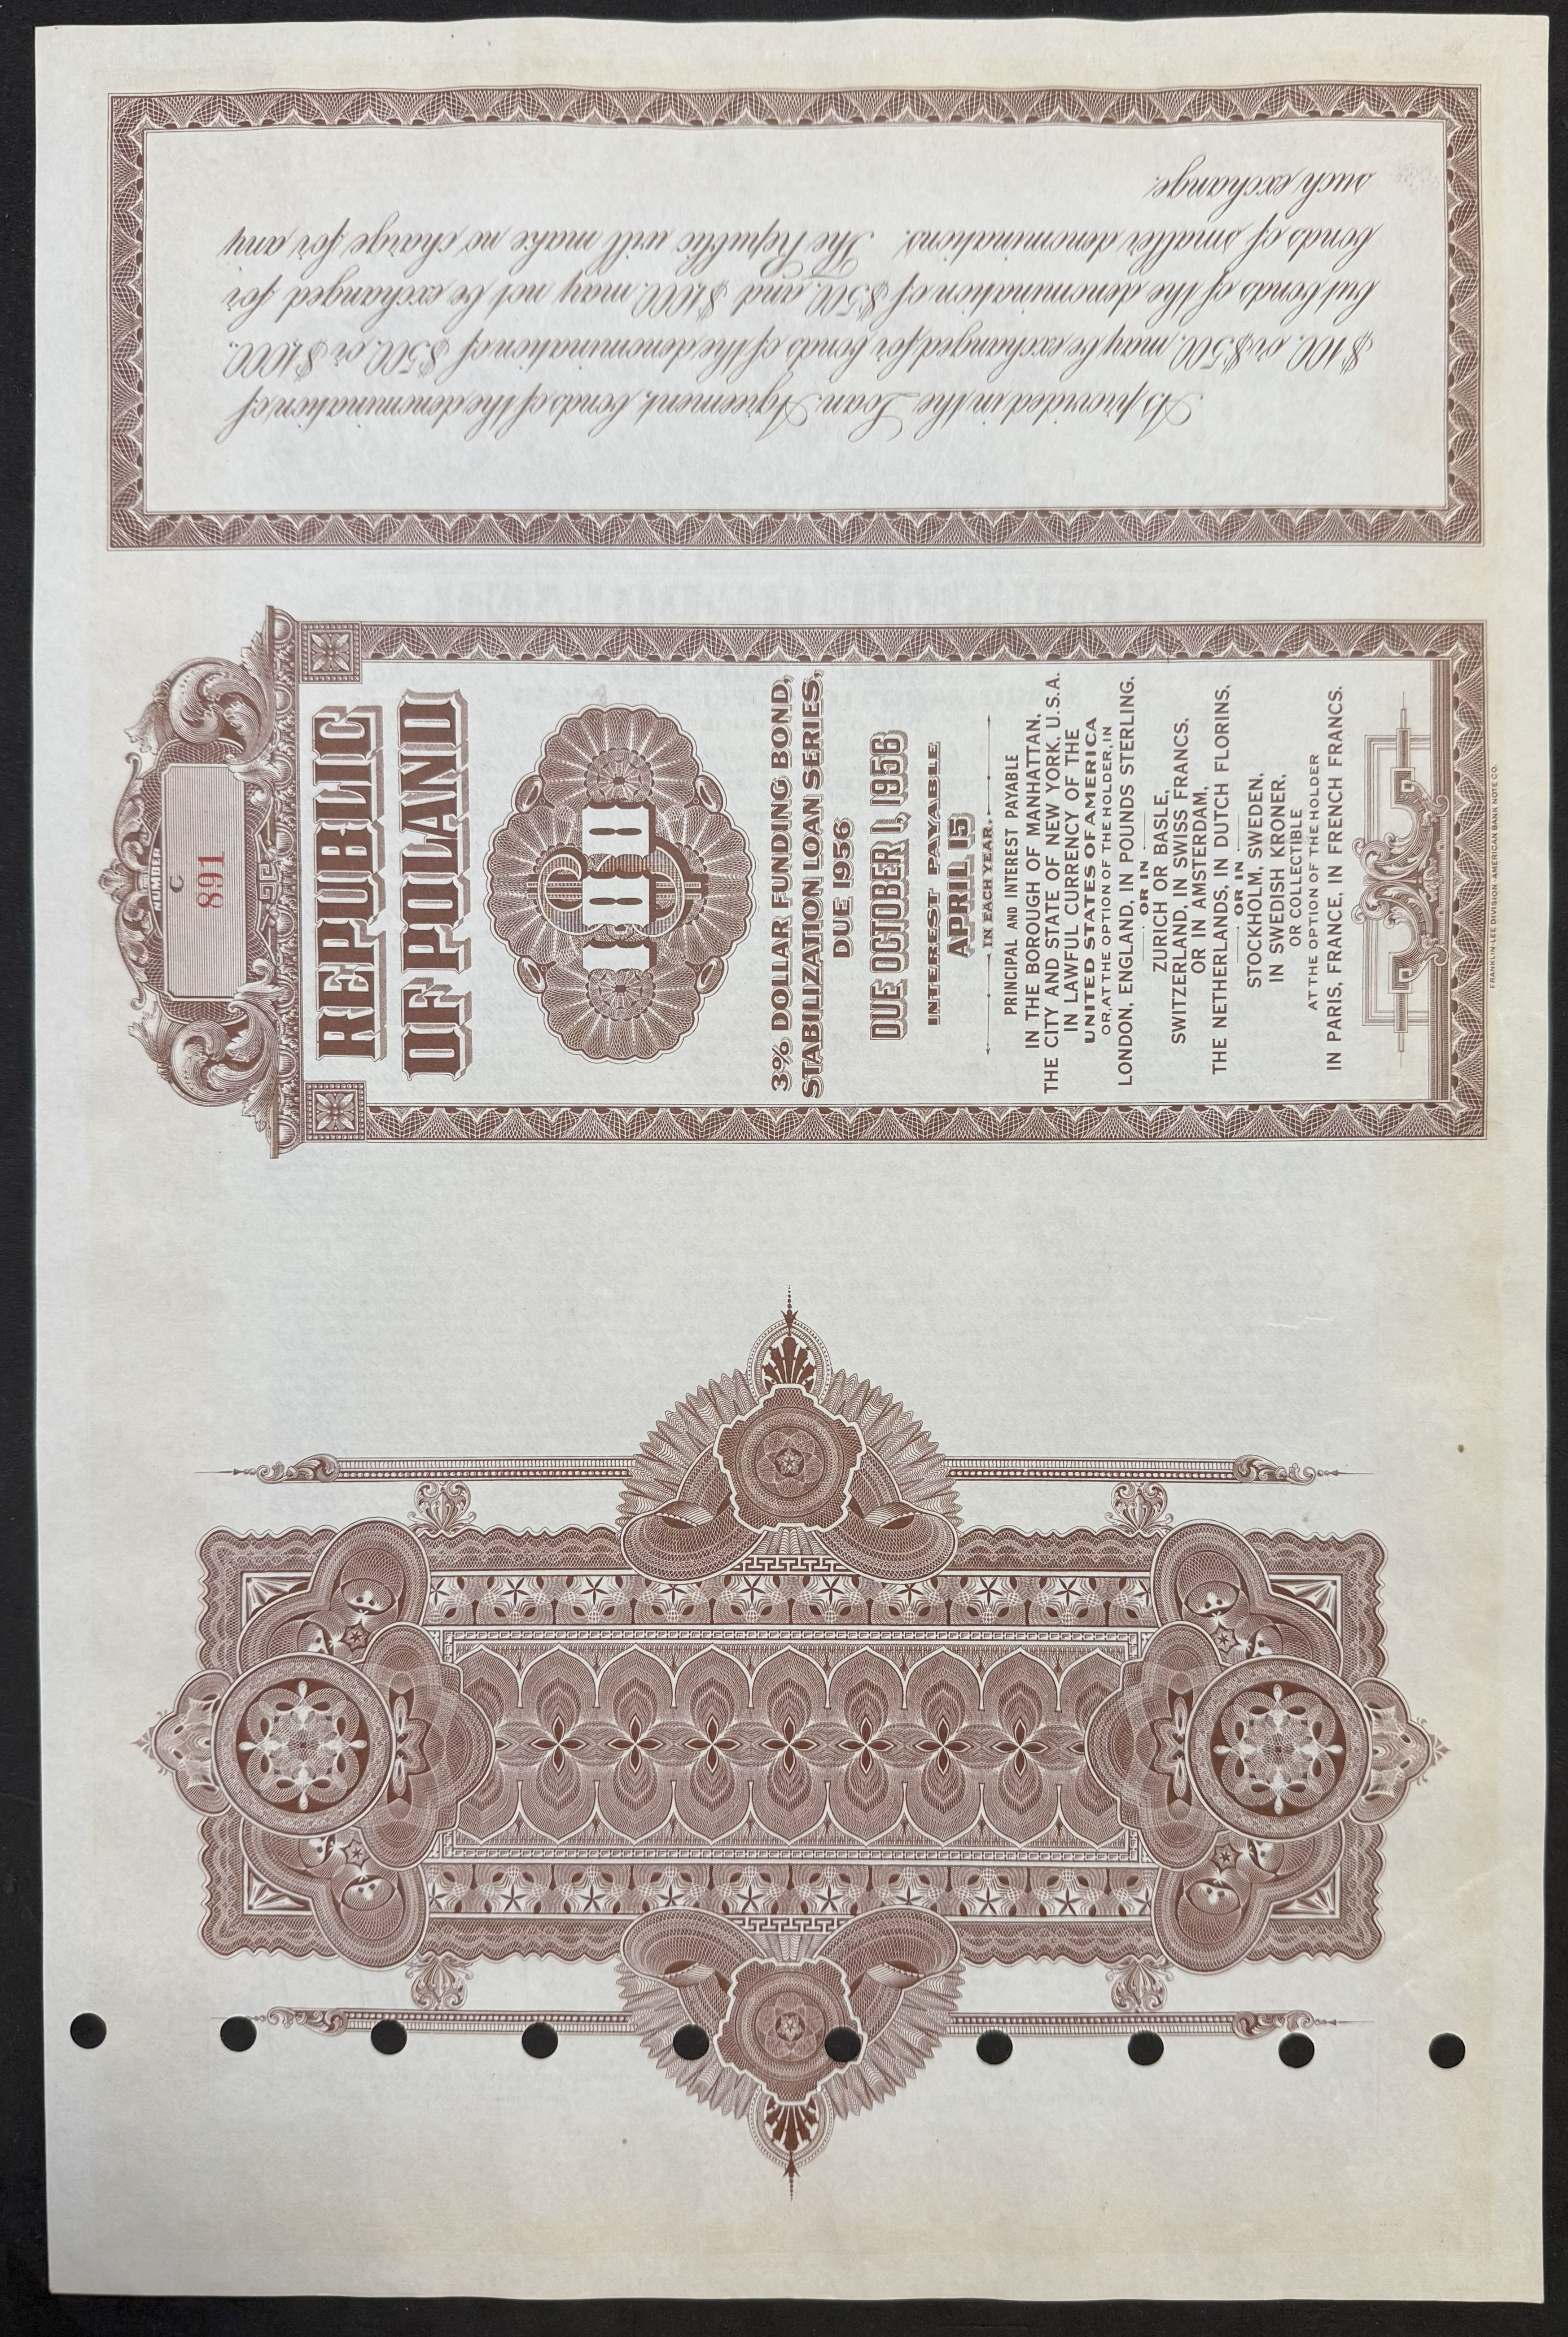 As provided in the Loan Agreement, bonds of the denomination of
$100. or $500. may be exchanged for bonds of the denomination of $500. or $1000.,
but bonds of the denomination of $500. and $1000. may not be exchanged for
bonds of smaller denominations. The Republic will make no charge for any
such exchange.
NUMBER
C
891
REPUBLIC
OF POLAND
$100
3% DOLLAR FUNDING BOND,
STABILIZATION LOAN SERIES,
DUE 1956
DUE OCTOBER 1, 1956
INTEREST PAYABLE
APRIL 15
IN EACH YEAR.
PRINCIPAL AND INTEREST PAYABLE
IN THE BOROUGH OF MANHATTAN,
THE CITY AND STATE OF NEW YORK, U.S.A.
IN LAWFUL CURRENCY OF THE
UNITED STATES OF AMERICA
OR, AT THE OPTION OF THE HOLDER, IN
LONDON, ENGLAND, IN POUNDS STERLING,
OR IN
ZURICH OR BASLE,
SWITZERLAND, IN SWISS FRANCS,
OR IN AMSTERDAM,
THE NETHERLANDS, IN DUTCH FLORINS,
OR IN
STOCKHOLM, SWEDEN,
IN SWEDISH KRONER,
OR COLLECTIBLE
AT THE OPTION OF THE HOLDER
IN PARIS, FRANCE, IN FRENCH FRANCS.
FRANKLIN-LEE DIVISION-AMERICAN BANK NOTE CO.